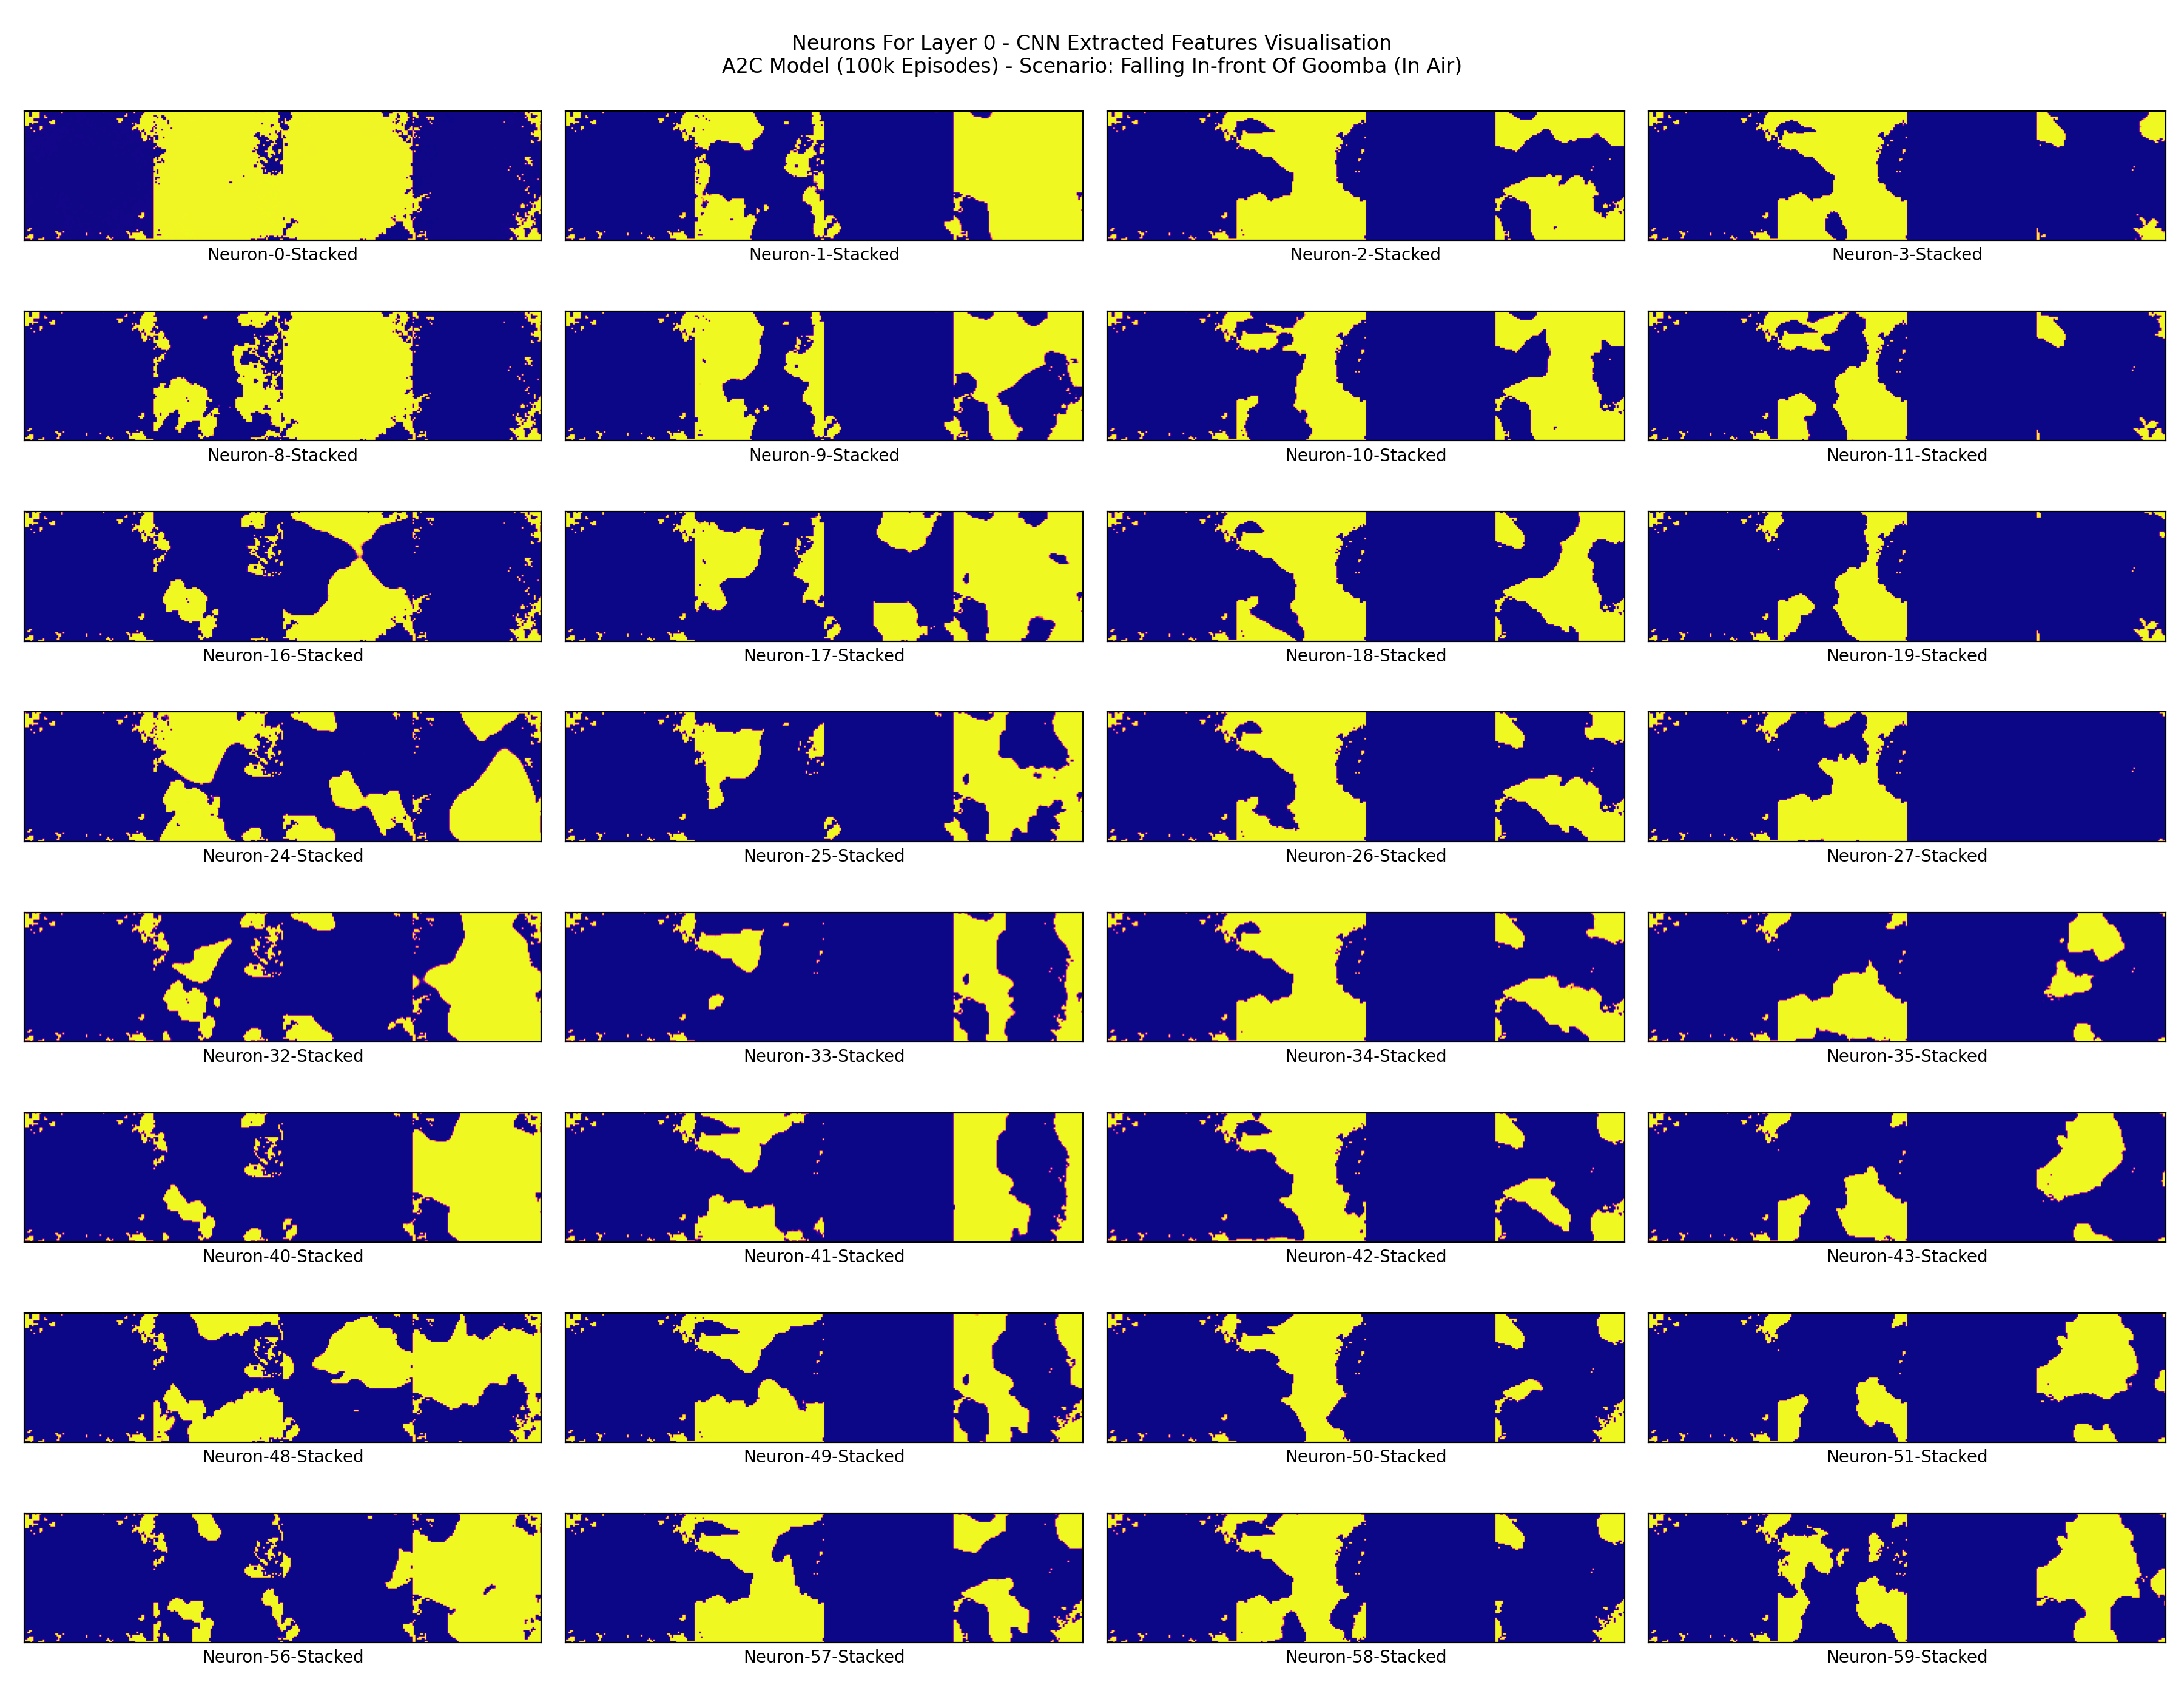 Neurons For Layer 0 - CNN Extracted Features Visualisation
A2C Model (100k Episodes) - Scenario: Falling In-front Of Goomba (In Air)
Neuron-0-Stacked
Neuron-1-Stacked
Neuron-2-Stacked
Neuron-3-Stacked
Neuron-8-Stacked
Neuron-9-Stacked
Neuron-10-Stacked
Neuron-11-Stacked
Neuron-16-Stacked
Neuron-17-Stacked
Neuron-18-Stacked
Neuron-19-Stacked
Neuron-24-Stacked
Neuron-25-Stacked
Neuron-26-Stacked
Neuron-27-Stacked
Neuron-32-Stacked
Neuron-33-Stacked
Neuron-34-Stacked
Neuron-35-Stacked
Neuron-40-Stacked
Neuron-41-Stacked
Neuron-42-Stacked
Neuron-43-Stacked
Neuron-48-Stacked
Neuron-49-Stacked
Neuron-50-Stacked
Neuron-51-Stacked
Neuron-56-Stacked
Neuron-57-Stacked
Neuron-58-Stacked
Neuron-59-Stacked